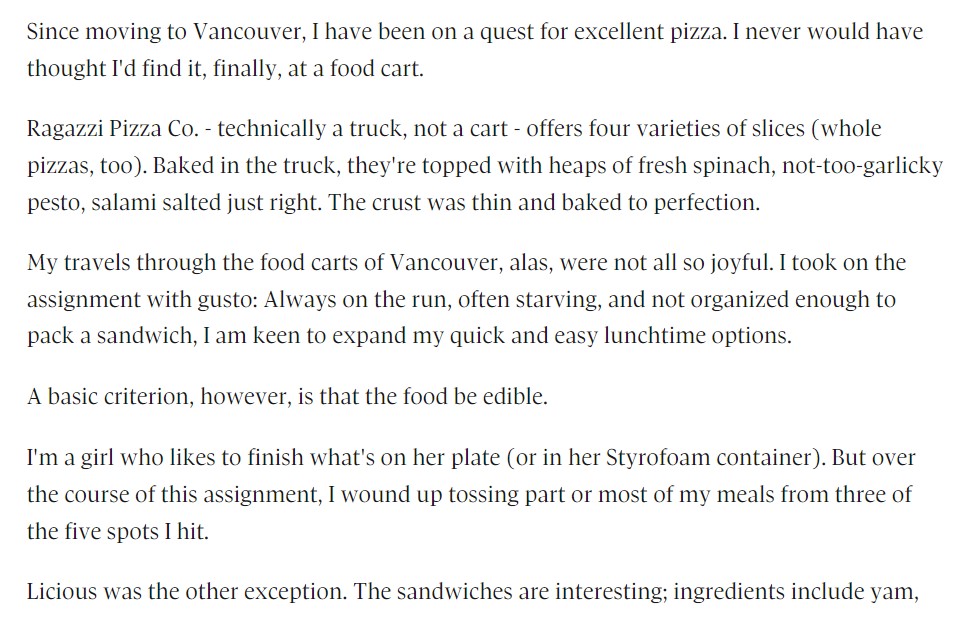 Since moving to Vancouver, I have been on a quest for excellent pizza. I never would have
thought I'd find it, finally, at a food cart.
Ragazzi Pizza Co. - technically a truck, not a cart - offers four varieties of slices (whole
pizzas, too). Baked in the truck, they're topped with heaps of fresh spinach, not-too-garlicky
pesto, salami salted just right. The crust was thin and baked to perfection.
My travels through the food carts of Vancouver, alas, were not all so joyful. I took on the
assignment with gusto: Always on the run, often starving, and not organized enough to
pack a sandwich, I am keen to expand my quick and easy lunchtime options.
A basic criterion, however, is that the food be edible.
I'm a girl who likes to finish what's on her plate (or in her Styrofoam container). But over
the course of this assignment, I wound up tossing part or most of my meals from three of
the five spots I hit.
Licious was the other exception. The sandwiches are interesting; ingredients include yam,